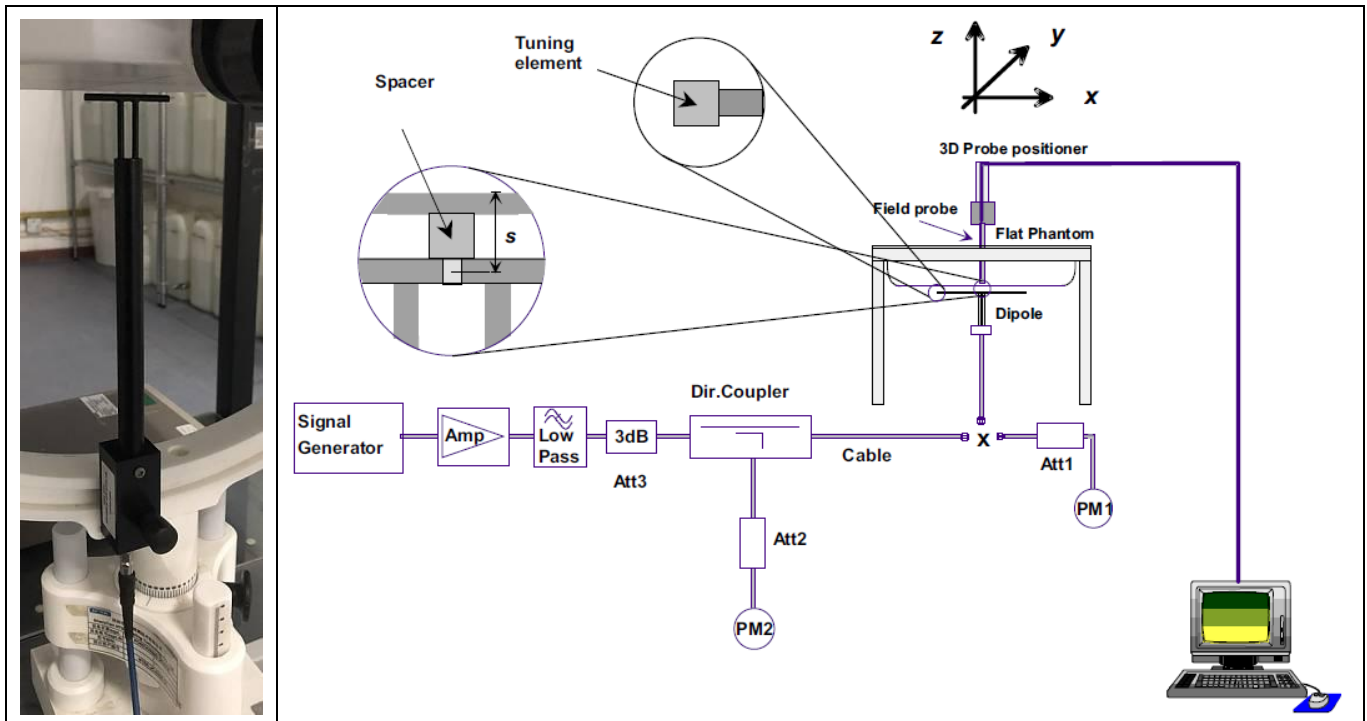 Tuning
element
Spacer
z
y
x
3D Probe positioner
Field probe
Flat Phantom
s
Dipole
Dir.Coupler
Signal
Generator
Amp
Low
Pass
3dB
Att3
Cable
x
Att1
PM1
Att2
PM2